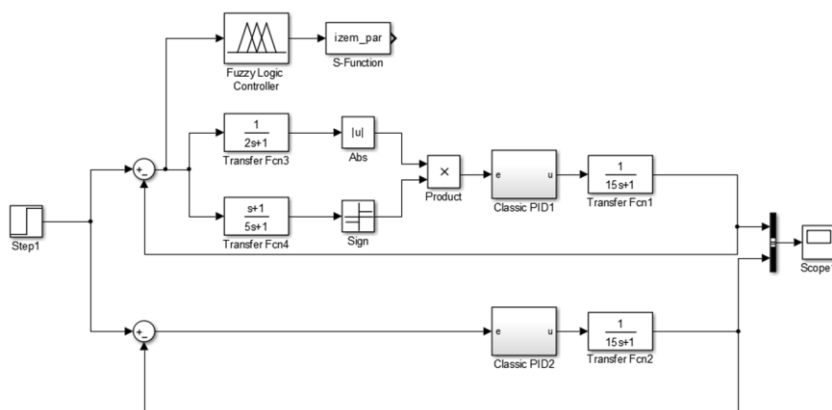 Fuzzy Logic
Controller
izem_par
S-Function
1
2s+1
Transfer Fcn3
|u|
Abs
+
−
s+1
5s+1
Transfer Fcn4
Sign
×
Product
e
u
Classic PID1
1
15s+1
Transfer Fcn1
Step1
Scope1
+
−
e
u
Classic PID2
1
15s+1
Transfer Fcn2